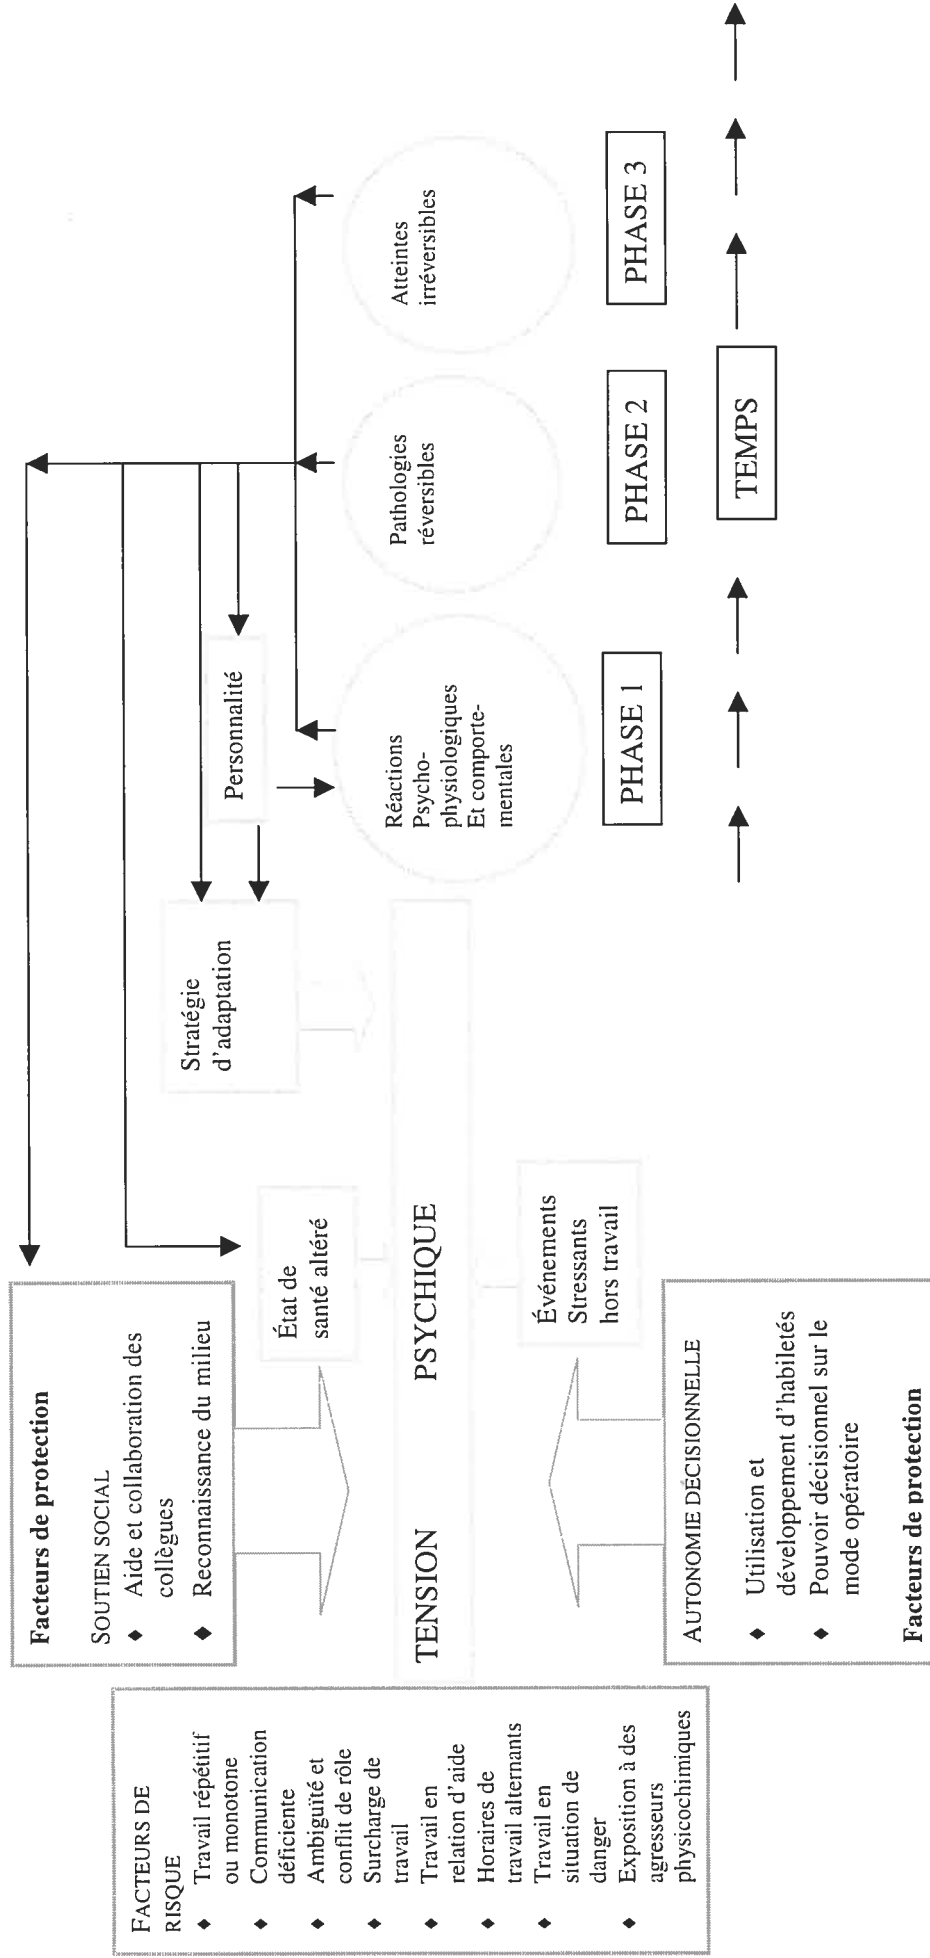 FACTEURS DE
RISQUE
♦ Travail répétitif
ou monotone
♦ Communication
déficiente
♦ Ambiguïté et
conflit de rôle
♦ Surcharge de
travail
♦ Travail en
relation d'aide
♦ Horaires de
travail alternants
♦ Travail en
situation de
danger
♦ Exposition à des
agresseurs
physicochimiques
Facteurs de protection
SOUTIEN SOCIAL
♦ Aide et collaboration des
collègues
♦ Reconnaissance du milieu
État de
santé altéré
Stratégie
d'adaptation
Personnalité
TENSION PSYCHIQUE
Événements
Stressants
hors travail
AUTONOMIE DÉCISIONNELLE
♦ Utilisation et
développement d'habiletés
♦ Pouvoir décisionnel sur le
mode opératoire
Facteurs de protection
Réactions
Psycho-
physiologiques
Et comporte-
mentales
Pathologies
réversibles
Atteintes
irréversibles
PHASE 1
PHASE 2
PHASE 3
TEMPS